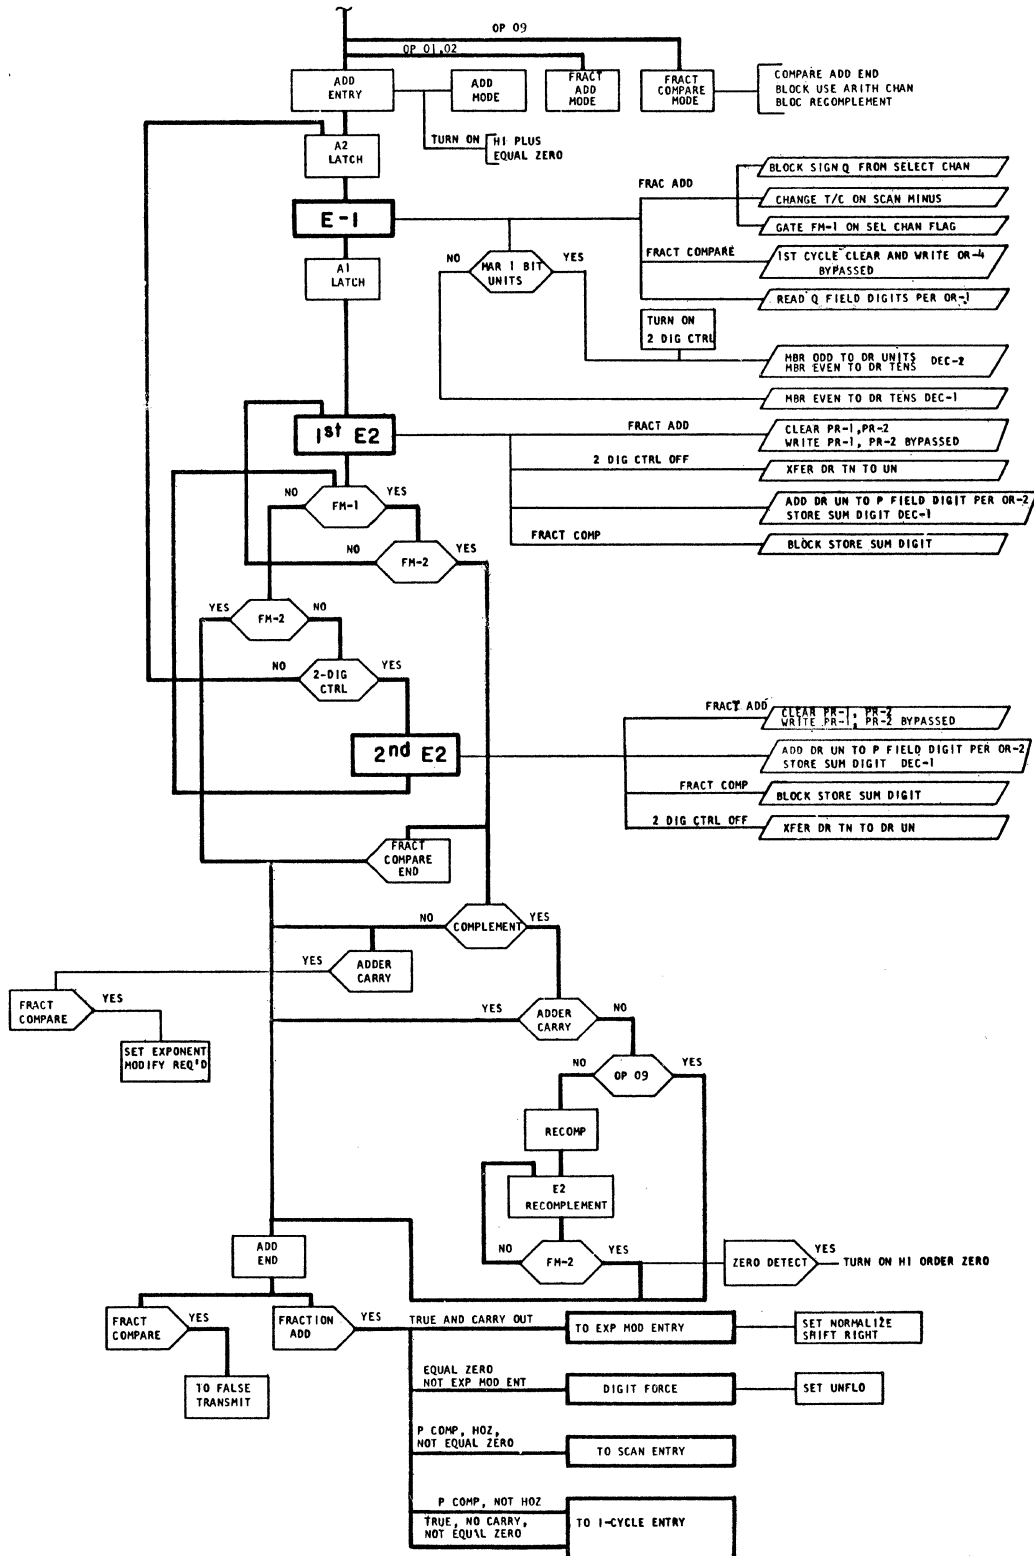 OP 09
OP 01,02
ADD
ENTRY
ADD
MODE
FRACT
ADD
MODE
FRACT
COMPARE
MODE
COMPARE ADD END
BLOCK USE ARITH CHAN
BLOC RECOMPLEMENT
TURN ON
HI PLUS
EQUAL ZERO
A2
LATCH
E-1
A1
LATCH
FRAC ADD
BLOCK SIGN Q FROM SELECT CHAN
CHANGE T/C ON SCAN MINUS
GATE FM-1 ON SEL CHAN FLAG
FRACT COMPARE
1ST CYCLE CLEAR AND WRITE OR-4
BYPASSED
READ Q FIELD DIGITS PER OR-1
NO
MAR 1 BIT
UNITS
YES
TURN ON
2 DIG CTRL
MBR ODD TO DR UNITS DEC-2
MBR EVEN TO DR TENS
MBR EVEN TO DR TENS DEC-1
1st E2
FRACT ADD
CLEAR PR-1,PR-2
WRITE PR-1, PR-2 BYPASSED
2 DIG CTRL OFF
XFER DR TN TO UN
ADD DR UN TO P FIELD DIGIT PER OR-2
STORE SUM DIGIT DEC-1
FRACT COMP
BLOCK STORE SUM DIGIT
NO
FM-1
YES
NO
FM-2
YES
YES
FM-2
NO
NO
2-DIG
CTRL
YES
2nd E2
FRACT ADD
CLEAR PR-1, PR-2
WRITE PR-1, PR-2 BYPASSED
ADD DR UN TO P FIELD DIGIT PER OR-2
STORE SUM DIGIT DEC-1
FRACT COMP
BLOCK STORE SUM DIGIT
2 DIG CTRL OFF
XFER DR TN TO DR UN
FRACT
COMPARE
END
NO
COMPLEMENT
YES
YES
ADDER
CARRY
FRACT
COMPARE
YES
SET EXPONENT
MODIFY REQ'D
YES
ADDER
CARRY
NO
NO
OP 09
YES
RECOMP
E2
RECOMPLEMENT
NO
FM-2
YES
ZERO DETECT
YES
TURN ON HI ORDER ZERO
ADD
END
FRACT
COMPARE
YES
FRACTION
ADD
YES
TO FALSE
TRANSMIT
TRUE AND CARRY OUT
TO EXP MOD ENTRY
SET NORMALIZE
SHIFT RIGHT
EQUAL ZERO
NOT EXP MOD ENT
DIGIT FORCE
SET UNFLO
P COMP, HOZ,
NOT EQUAL ZERO
TO SCAN ENTRY
P COMP, NOT HOZ
TRUE, NO CARRY,
NOT EQUAL ZERO
TO I-CYCLE ENTRY